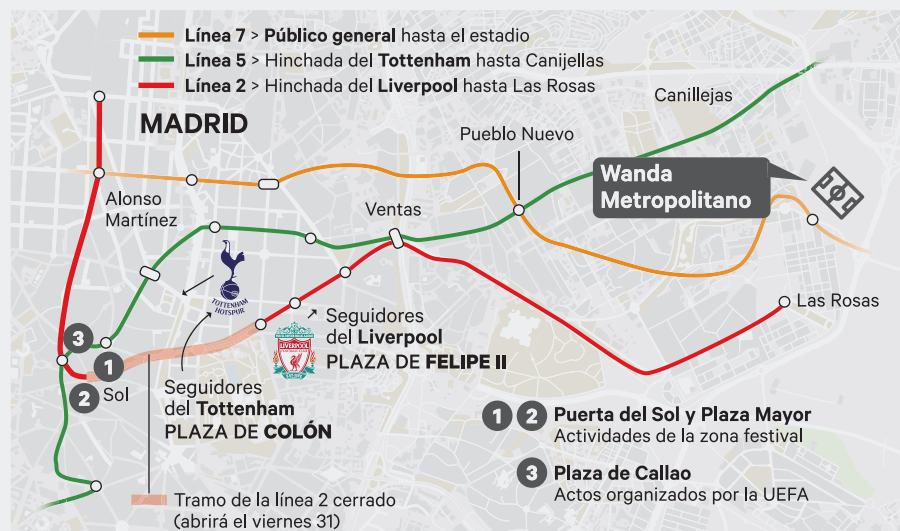 Línea 7 > Público general hasta el estadio
Línea 5 > Hinchada del Tottenham hasta Canijellas
Línea 2 > Hinchada del Liverpool hasta Las Rosas
MADRID
Canillejas
Pueblo Nuevo
Wanda
Metropolitano
Alonso
Martínez
Ventas
TOTTENHAM
HOTSPUR
Las Rosas
Seguidores
del Liverpool
PLAZA DE FELIPE II
LIVERPOOL
3
1
2
Sol
Seguidores
del Tottenham
PLAZA DE COLÓN
1 2 Puerta del Sol y Plaza Mayor
Actividades de la zona festival
3 Plaza de Callao
Actos organizados por la UEFA
Tramo de la línea 2 cerrado
(abrirá el viernes 31)